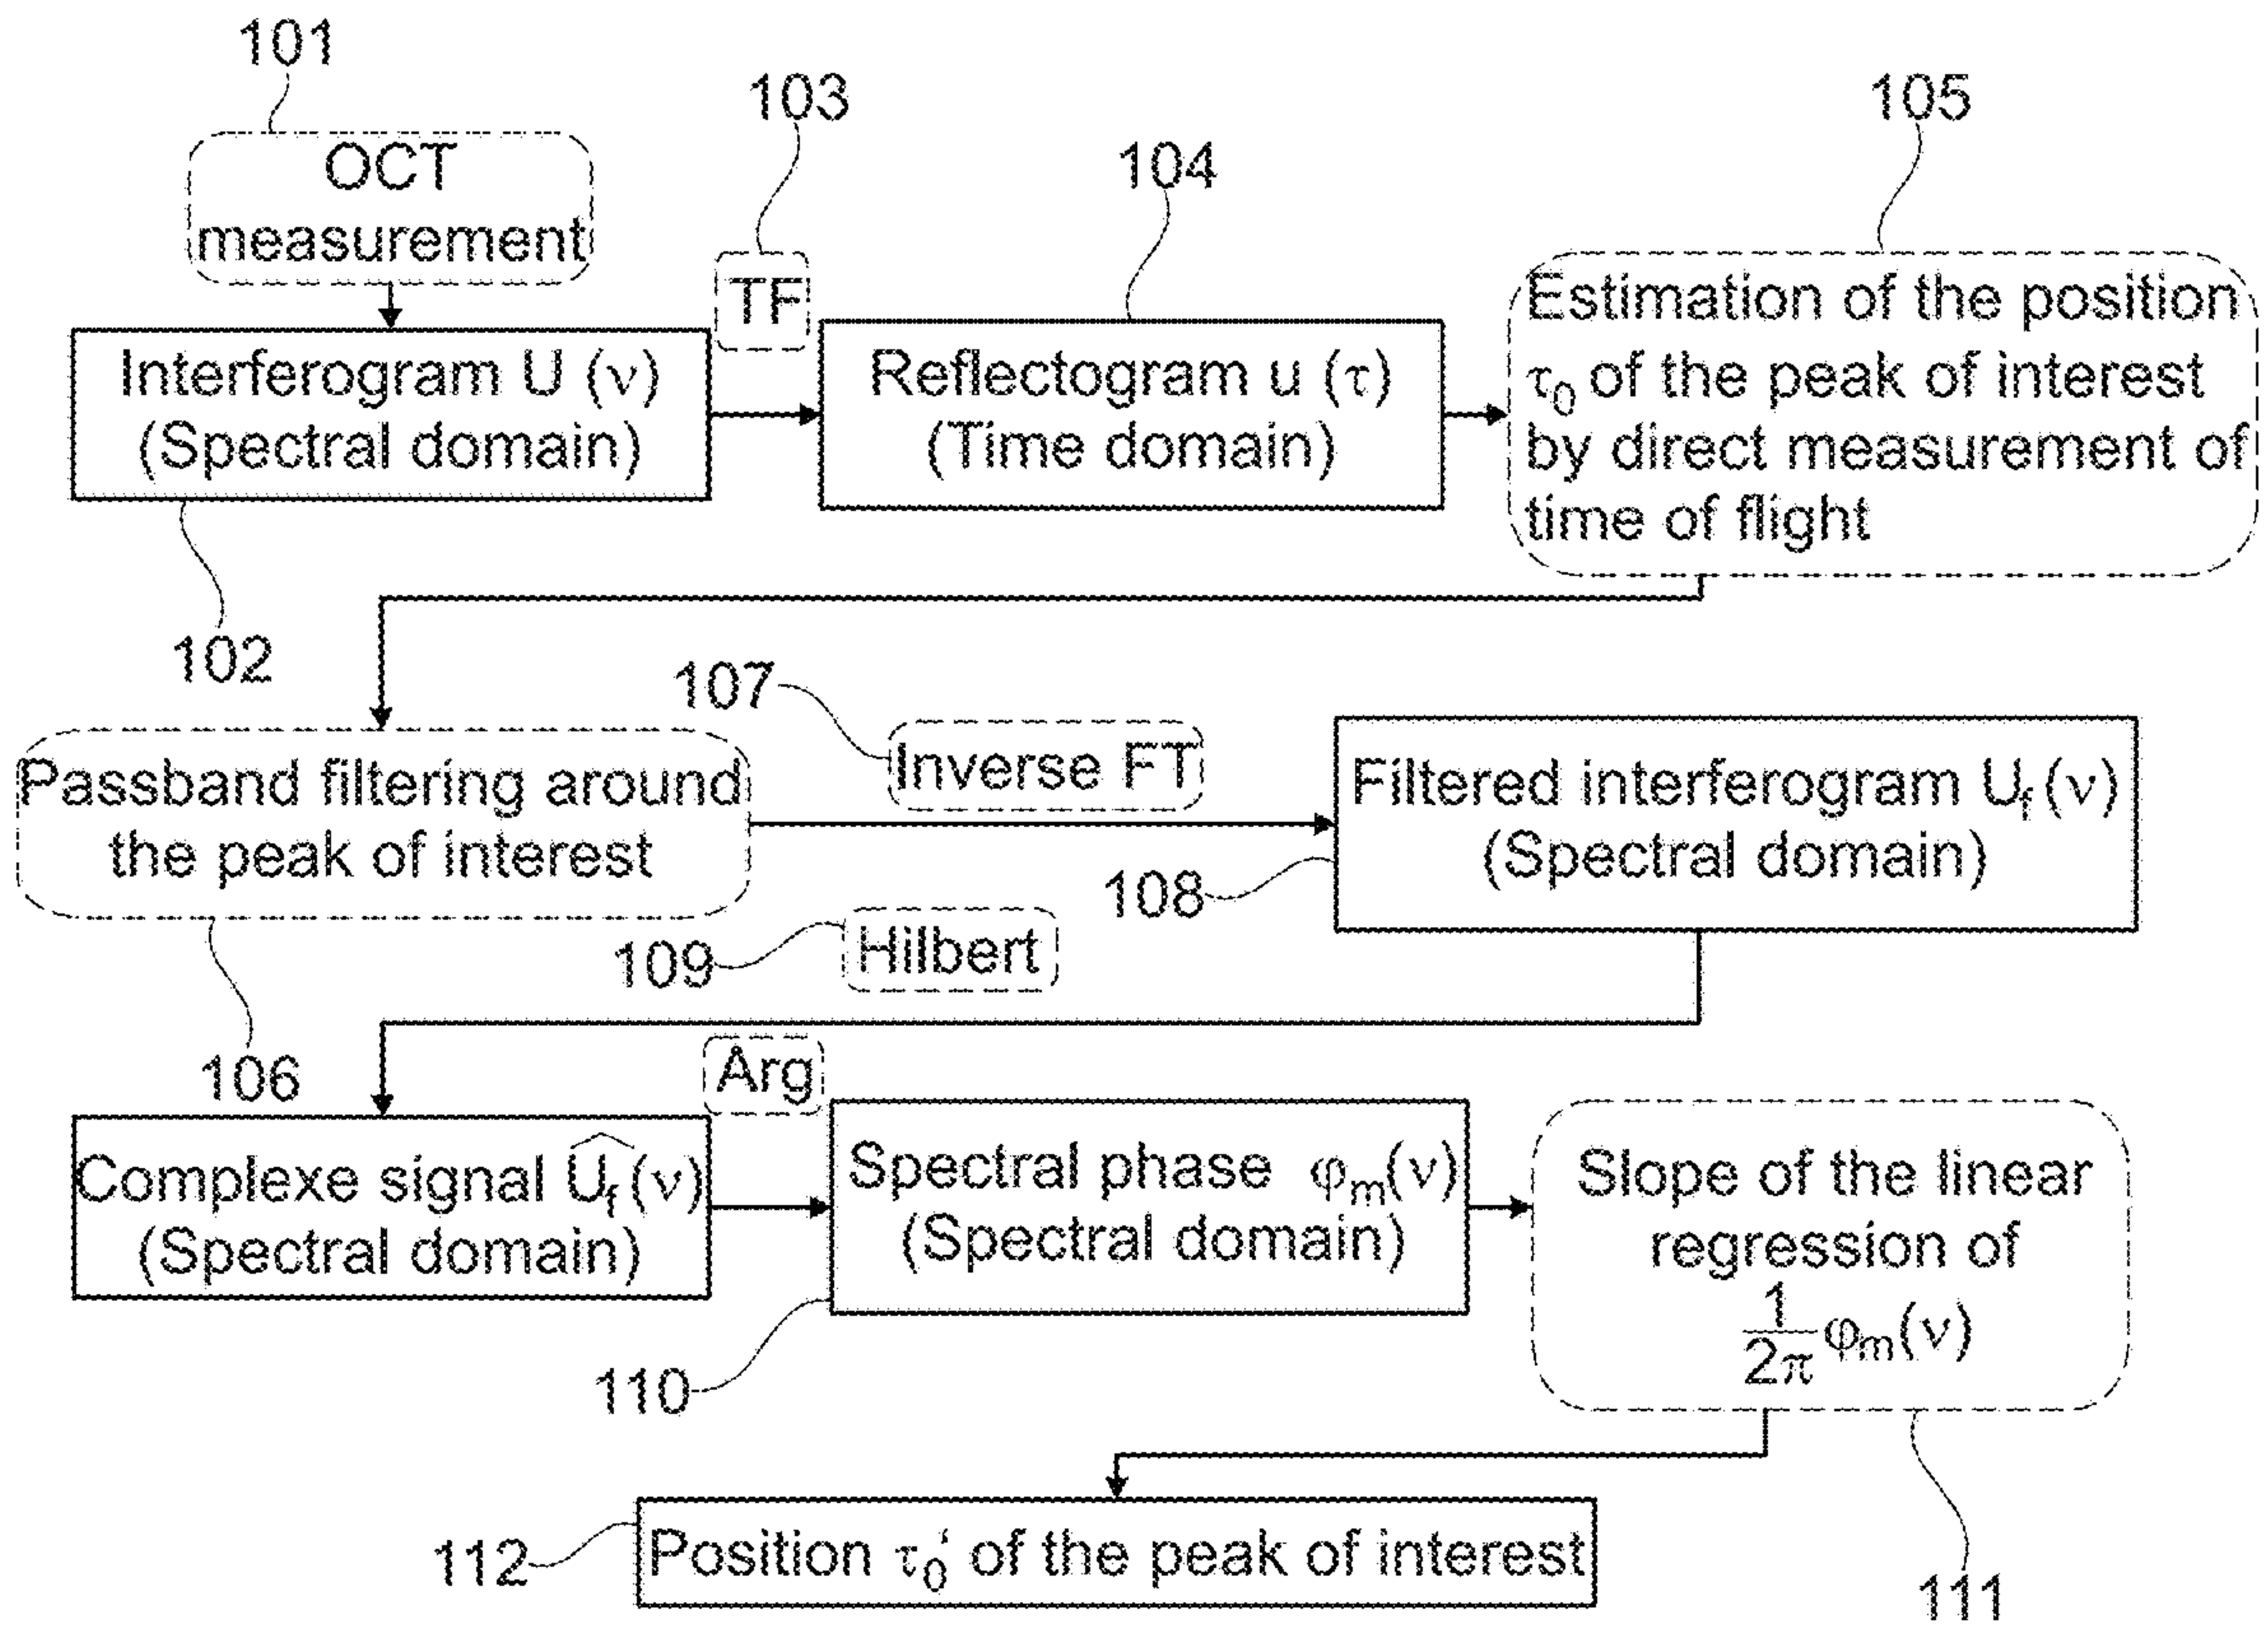 101
OCT
measurement
103
TF
104
105
Interferogram U (ν)
(Spectral domain)
102
Reflectogram u (τ)
(Time domain)
Estimation of the position
τ₀ of the peak of interest
by direct measurement of
time of flight
Passband filtering around
the peak of interest
106
107
Inverse FT
108
Filtered interferogram U_f (ν)
(Spectral domain)
109
Hilbert
Complexe signal Û_f(ν)
(Spectral domain)
Arg
Spectral phase φₘ(ν)
(Spectral domain)
110
Slope of the linear
regression of
1/2π φₘ(ν)
111
112
Position τ₀‘ of the peak of interest